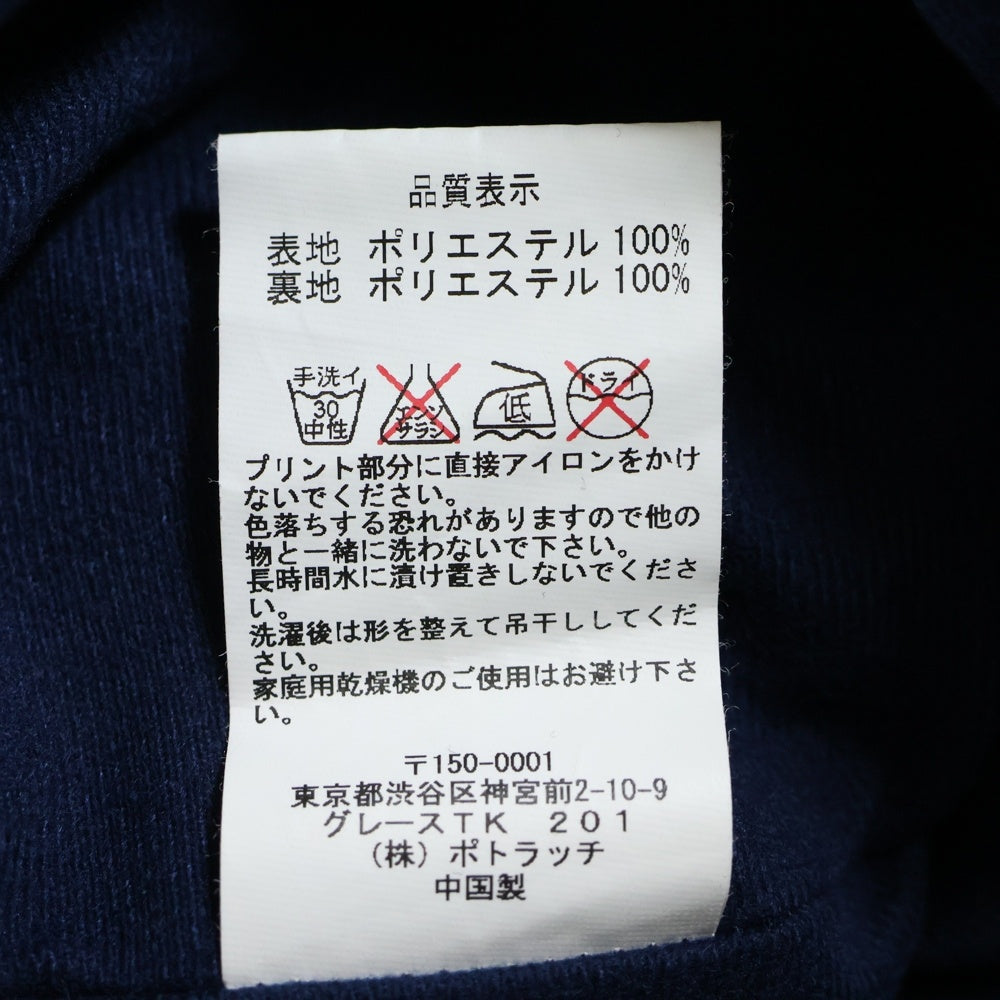 品質表示
表地 ポリエステル 100%
裏地 ポリエステル 100%
手洗イ
30
中性
エンソ
サラシ
低
ドライ
プリント部分に直接アイロンをかけ
ないでください。
色落ちする恐れがありますので他の
物と一緒に洗わないで下さい。
長時間水に漬け置きしないでくださ
い。
洗濯後は形を整えて吊干ししてくだ
さい。
家庭用乾燥機のご使用はお避け下さ
い。
〒150-0001
東京都渋谷区神宮前2-10-9
グレースＴＫ　２０１
（株）ポトラッチ
中国製